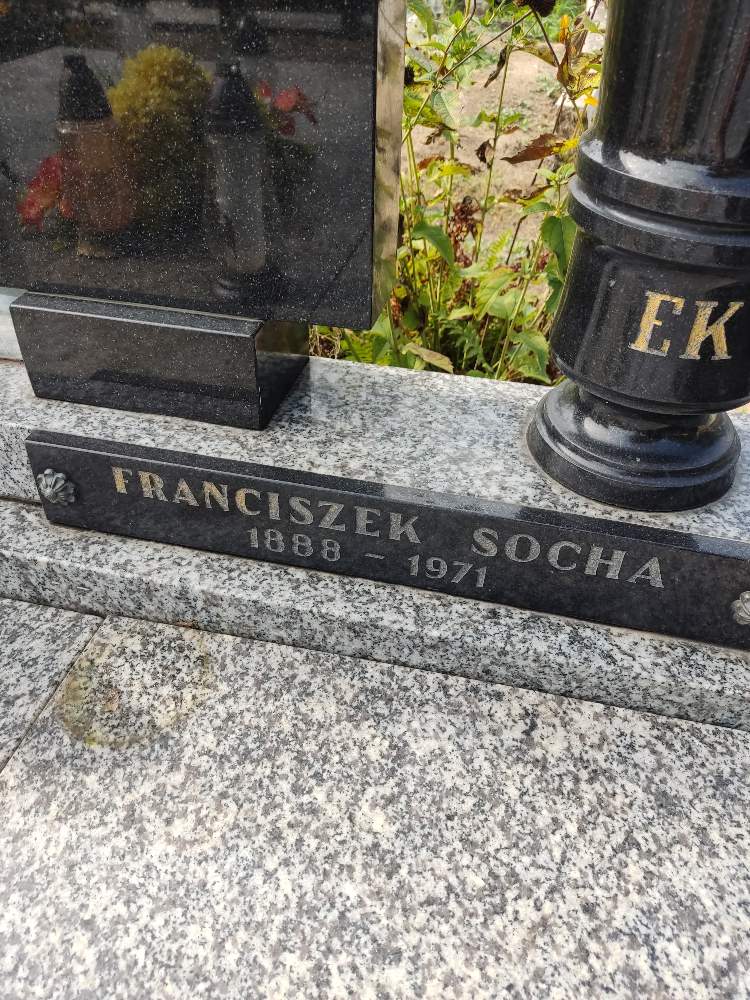 EK
FRANCISZEK SOCHA
1888 – 1971